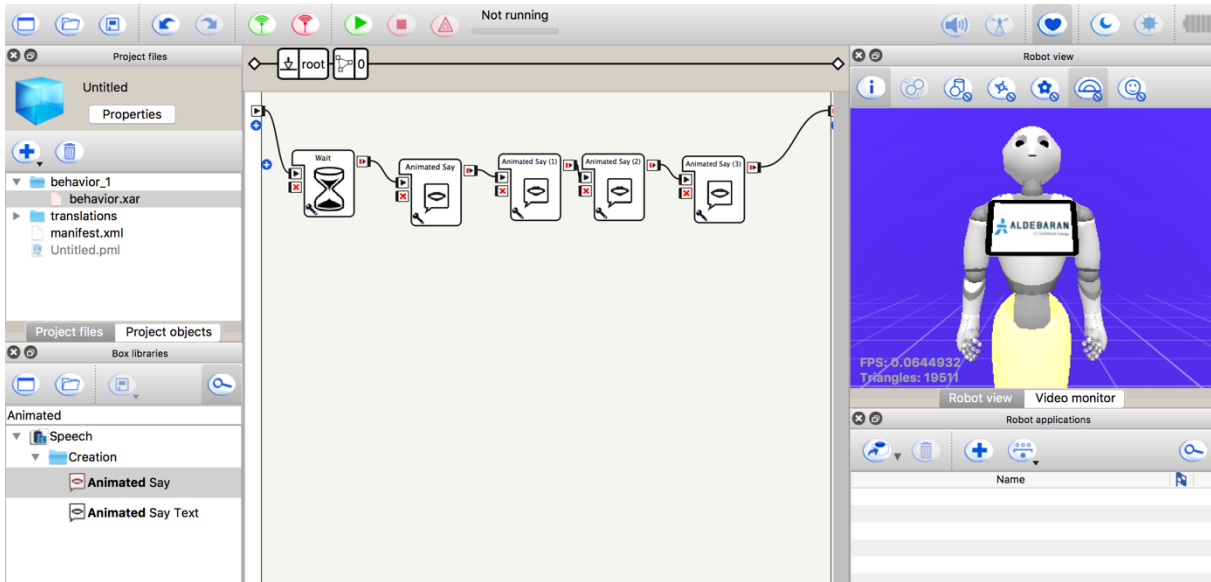 Not running
Project files
Untitled
Properties
behavior_1
behavior.xar
translations
manifest.xml
Untitled.pml
Project files
Project objects
Box libraries
Animated
Speech
Creation
Animated Say
Animated Say Text
root
0
Wait
Animated Say
Animated Say (1)
Animated Say (2)
Animated Say (3)
Robot view
ALDEBARAN
FPS: 0.0644932
Triangles: 19511
Robot view
Video monitor
Robot applications
Name